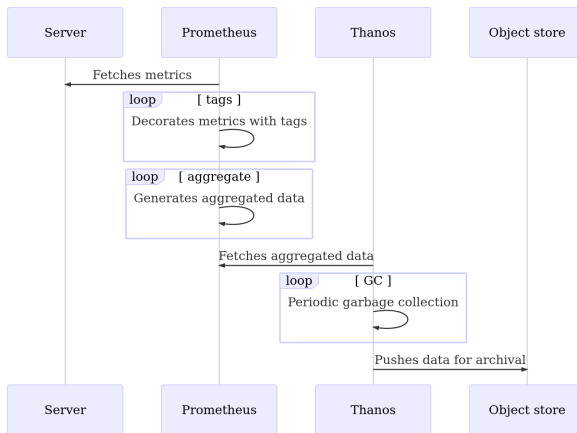 Server
Prometheus
Thanos
Object store
Fetches metrics
loop
[ tags ]
Decorates metrics with tags
loop
[ aggregate ]
Generates aggregated data
Fetches aggregated data
loop
[ GC ]
Periodic garbage collection
Pushes data for archival
Server
Prometheus
Thanos
Object store